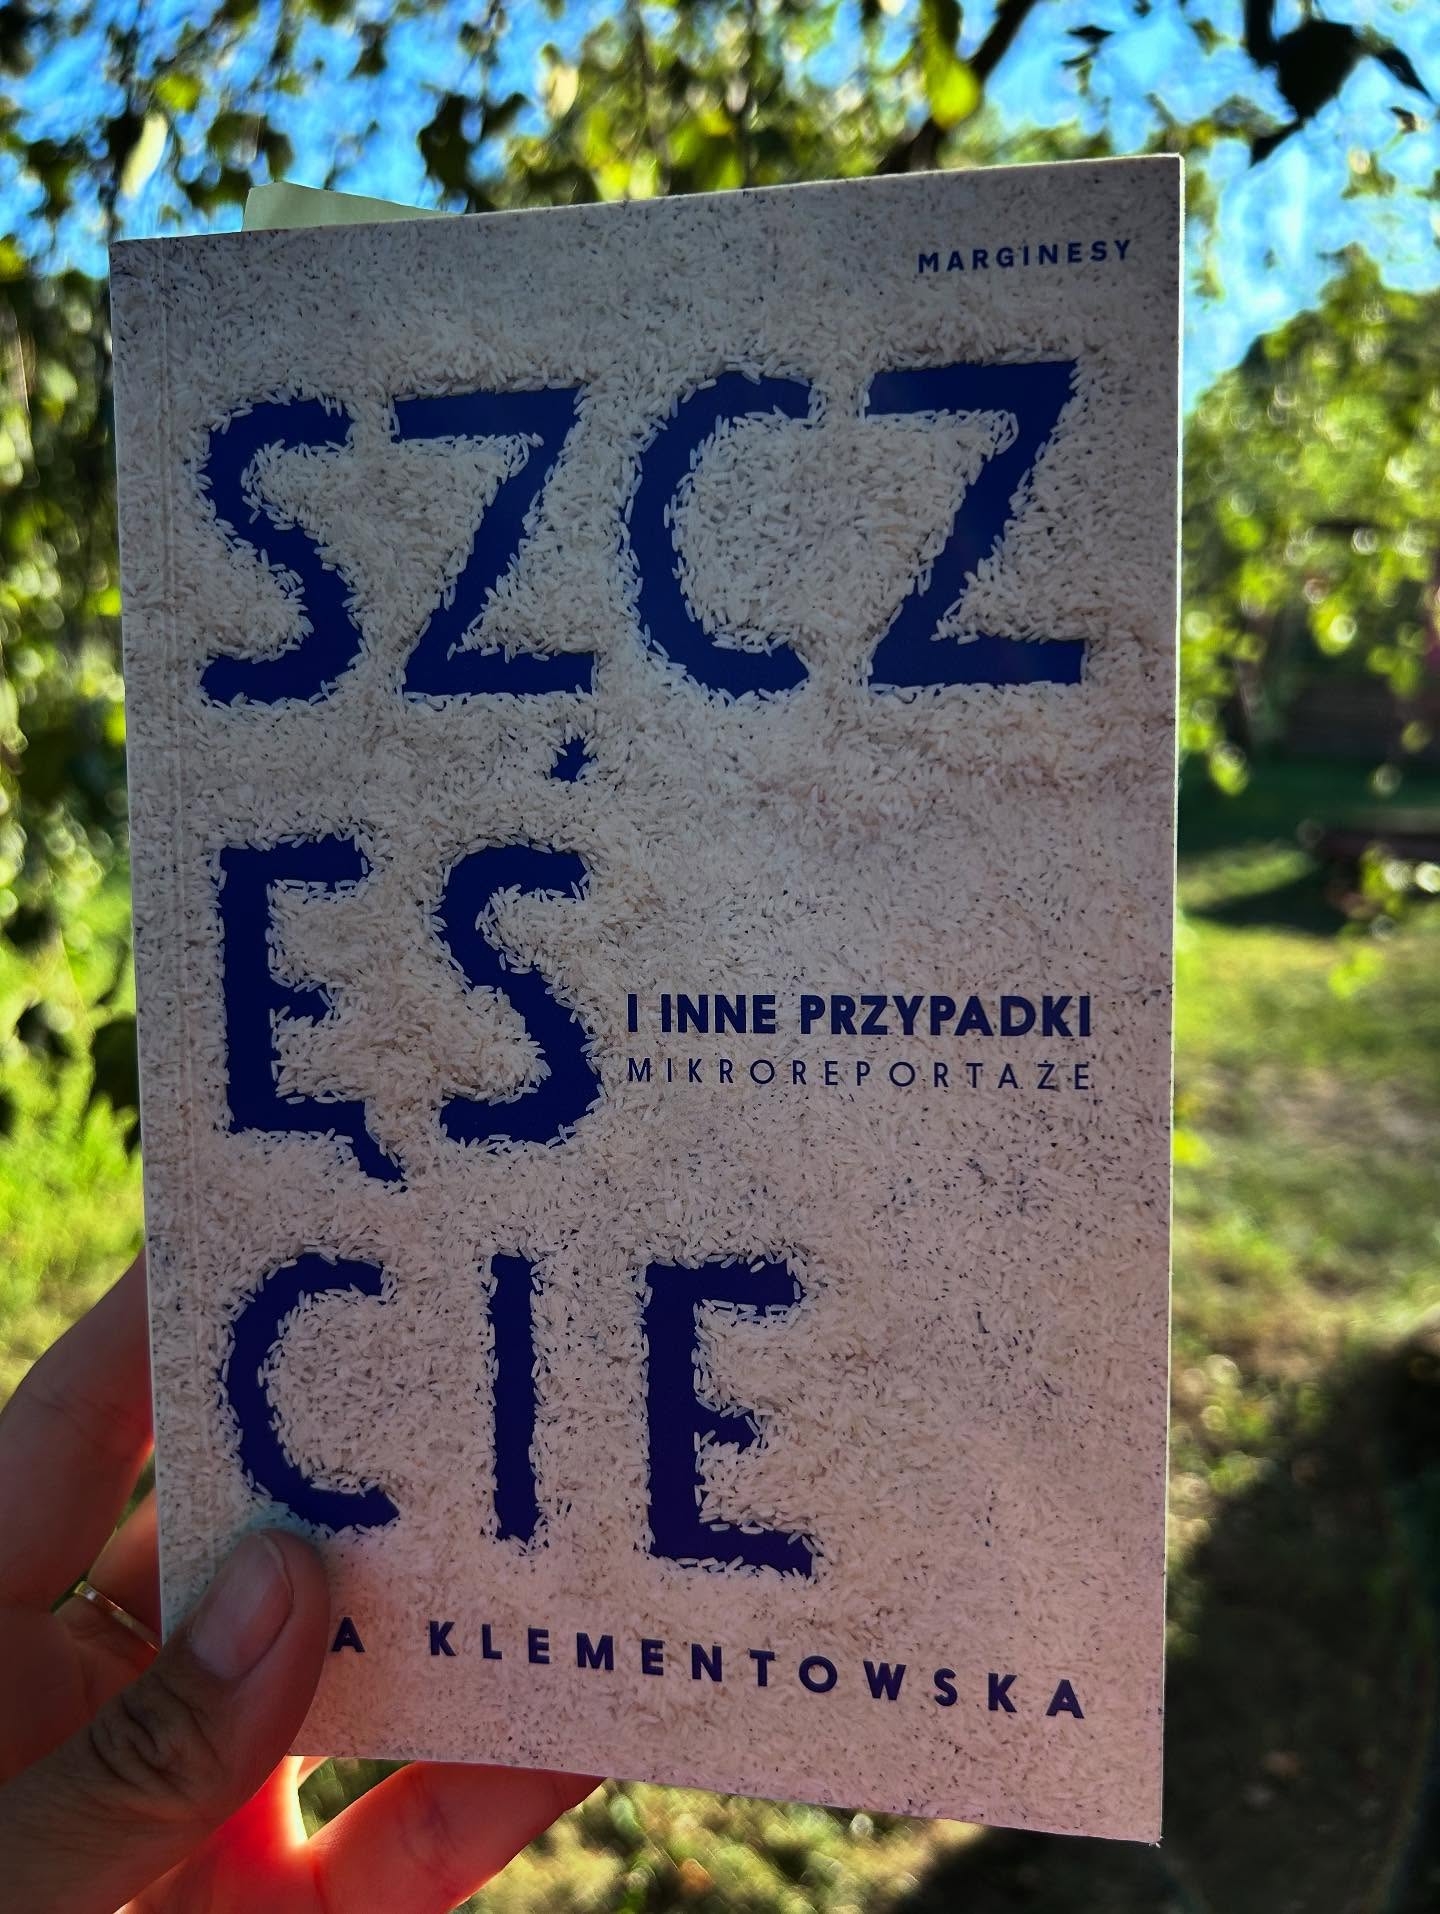 MARGINESY
SZCZ
ĘŚ
I INNE PRZYPADKI
MIKROREPORTAŻE
CIE
A KLEMENTOWSKA